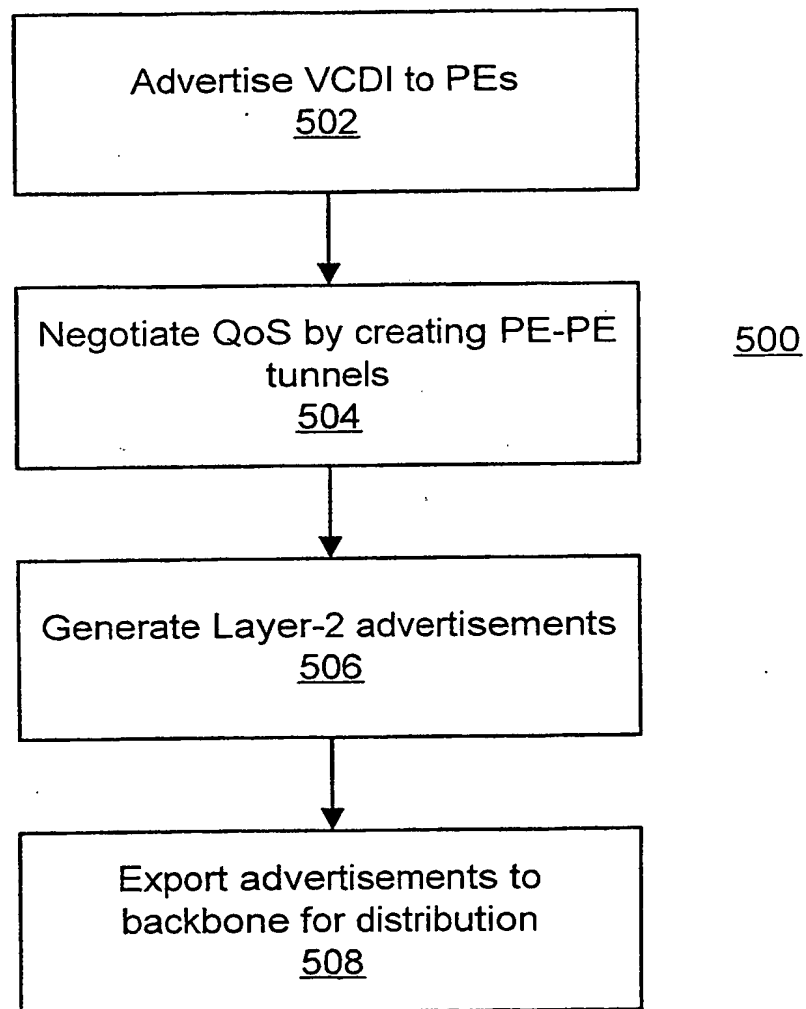 Advertise VCDI to PEs
502
Negotiate QoS by creating PE-PE
tunnels
504
500
Generate Layer-2 advertisements
506
Export advertisements to
backbone for distribution
508